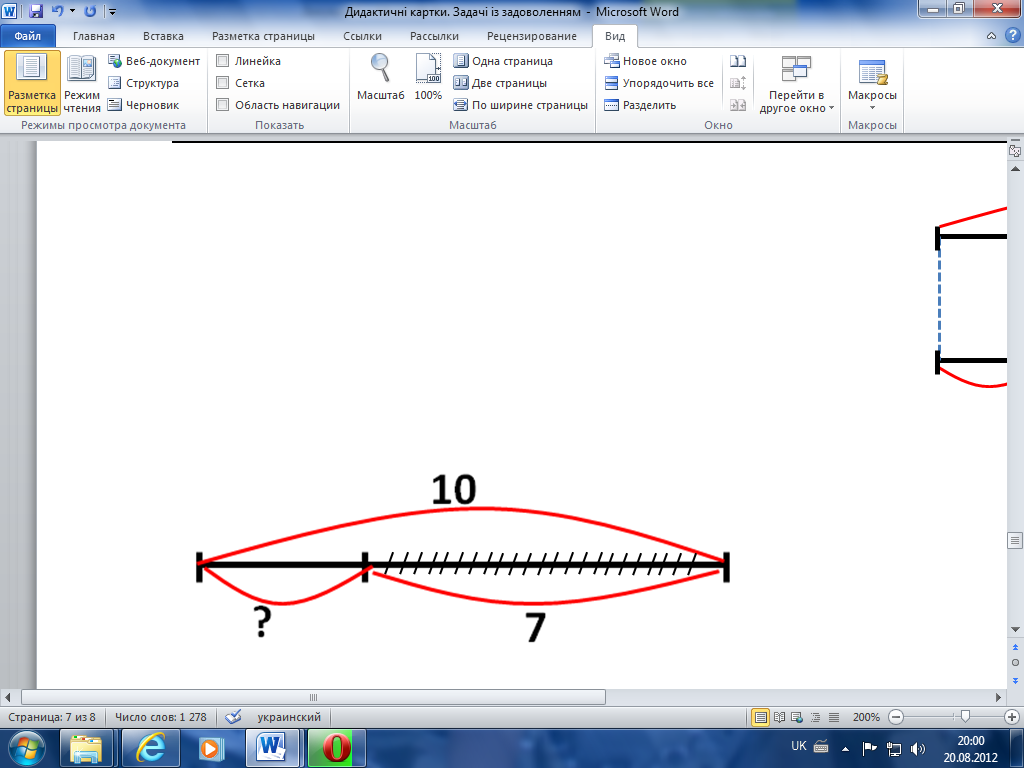 Дидактичні картки. Задачі із задоволенням - Microsoft Word
Файл Главная Вставка Разметка страницы Ссылки Рассылки Рецензирование Вид
Разметка страницы
Режим чтения
Веб-документ
Структура
Черновик
Режимы просмотра документа
Линейка
Сетка
Область навигации
Показать
Масштаб
100%
Одна страница
Две страницы
По ширине страницы
Масштаб
Новое окно
Упорядочить все
Разделить
Перейти в другое окно
Окно
Макросы
Макросы
10
?
7
Страница: 7 из 8 Число слов: 1 278 украинский 200%
UK 20:00
20.08.2012